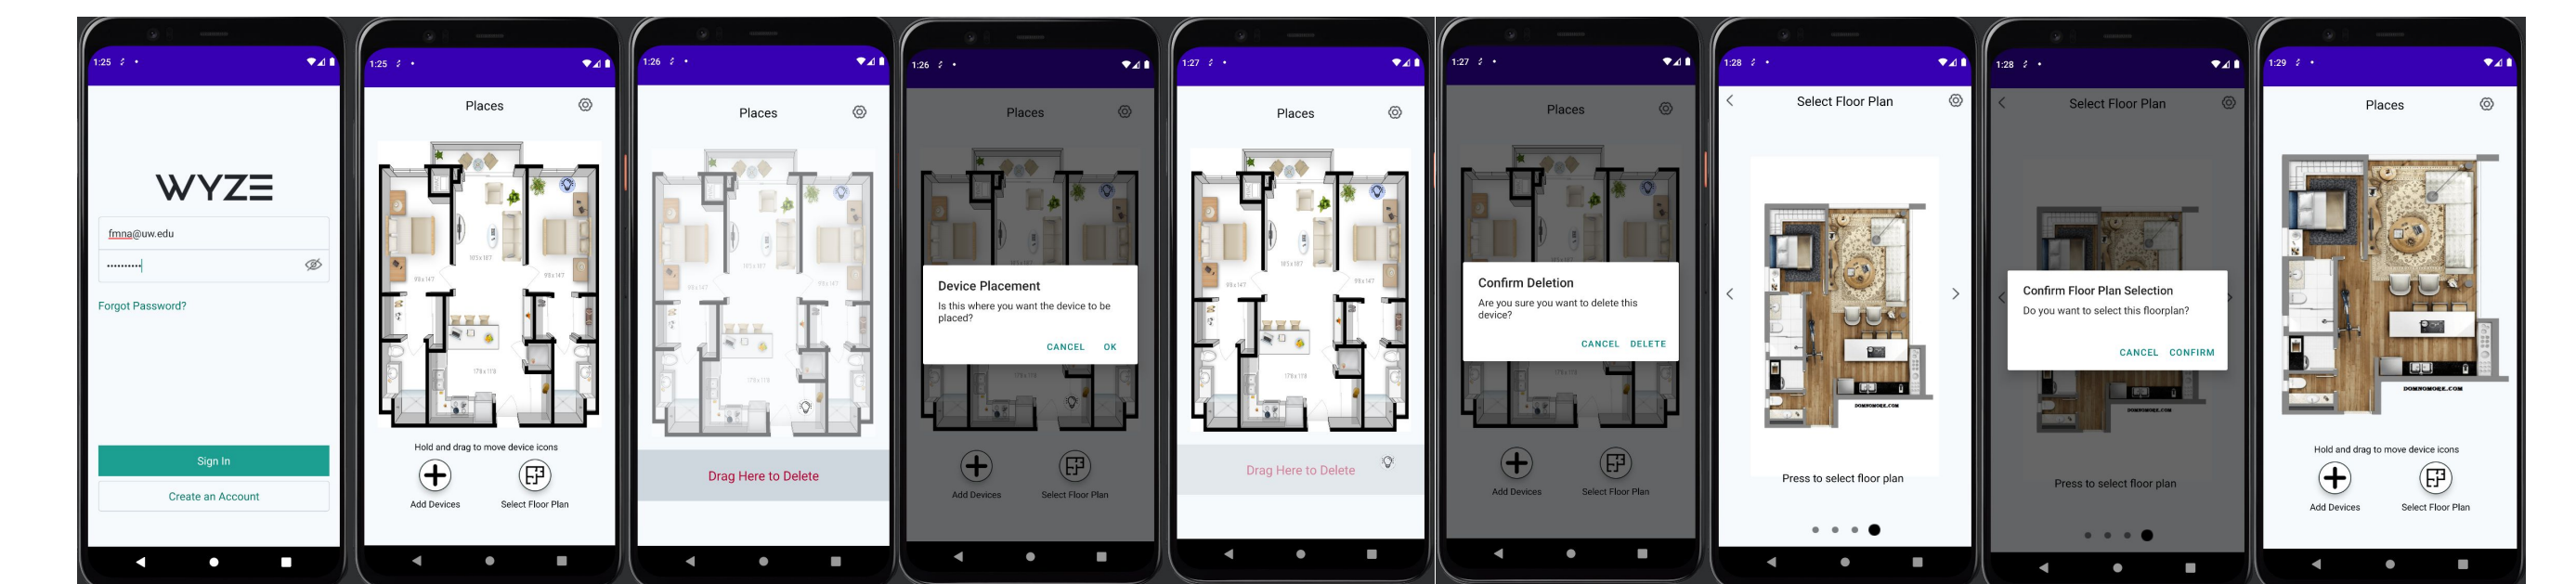 1:25
WYZE
fmna@uw.edu
••••••••••
Forgot Password?
Sign In
Create an Account
1:25
Places
Hold and drag to move device icons
Add Devices
Select Floor Plan
1:26
Places
Drag Here to Delete
1:26
Places
Device Placement
Is this where you want the device to be
placed?
CANCEL OK
Add Devices
Select Floor Plan
1:27
Places
Drag Here to Delete
1:27
Places
Confirm Deletion
Are you sure you want to delete this
device?
CANCEL DELETE
Add Devices
Select Floor Plan
1:28
Select Floor Plan
DOMNOMORE.COM
Press to select floor plan
1:28
Select Floor Plan
Confirm Floor Plan Selection
Do you want to select this floorplan?
CANCEL CONFIRM
DOMNOMORE.COM
Press to select floor plan
1:29
Places
DOMNOMORE.COM
Hold and drag to move device icons
Add Devices
Select Floor Plan